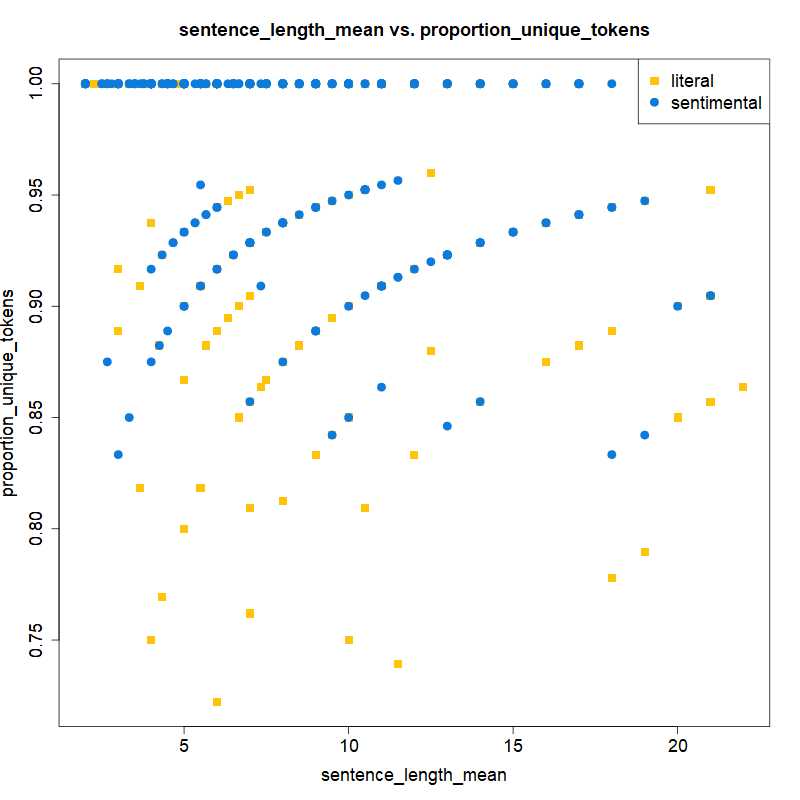 sentence_length_mean vs. proportion_unique_tokens
literal
sentimental
proportion_unique_tokens
1.00
0.95
0.90
0.85
0.80
0.75
5
10
15
20
sentence_length_mean